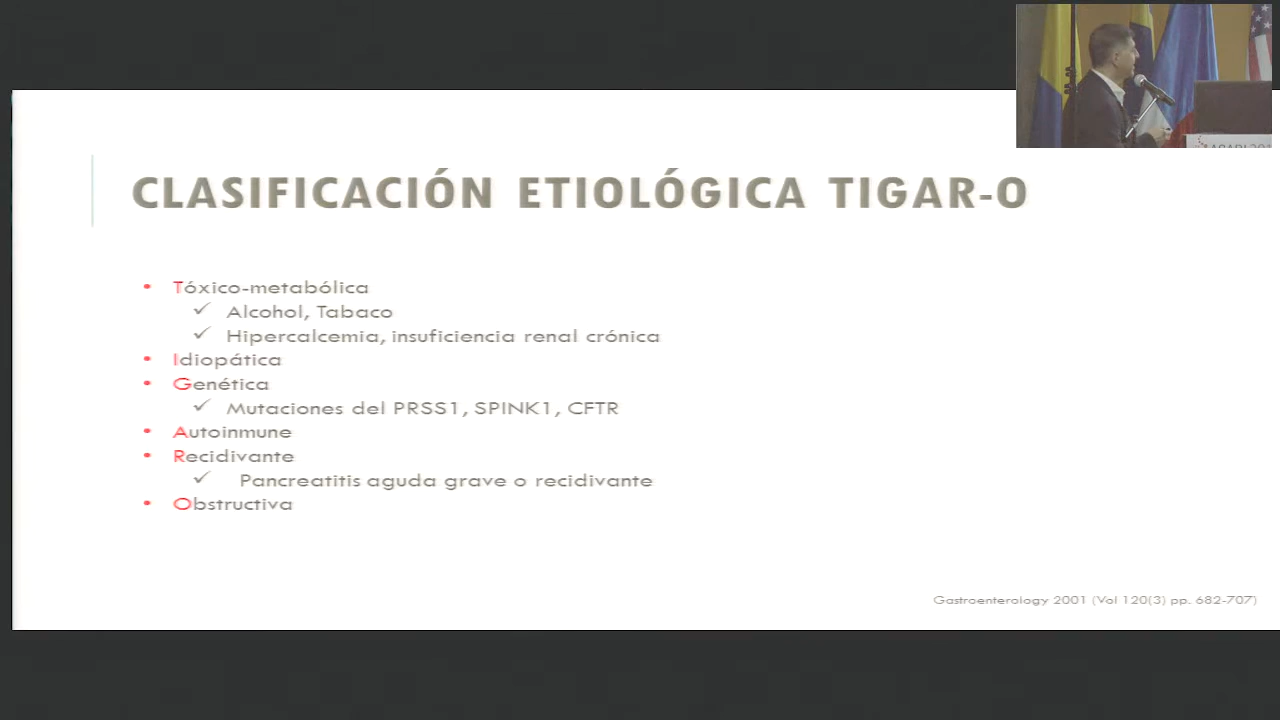 CLASIFICACIÓN ETIOLÓGICA TIGAR-O
• Tóxico-metabólica
✓ Alcohol, Tabaco
✓ Hipercalcemia, insuficiencia renal crónica
• Idiopática
• Genética
✓ Mutaciones del PRSS1, SPINK1, CFTR
• Autoinmune
• Recidivante
✓ Pancreatitis aguda grave o recidivante
• Obstructiva
Gastroenterology 2001 (Vol 120(3) pp. 682-707)